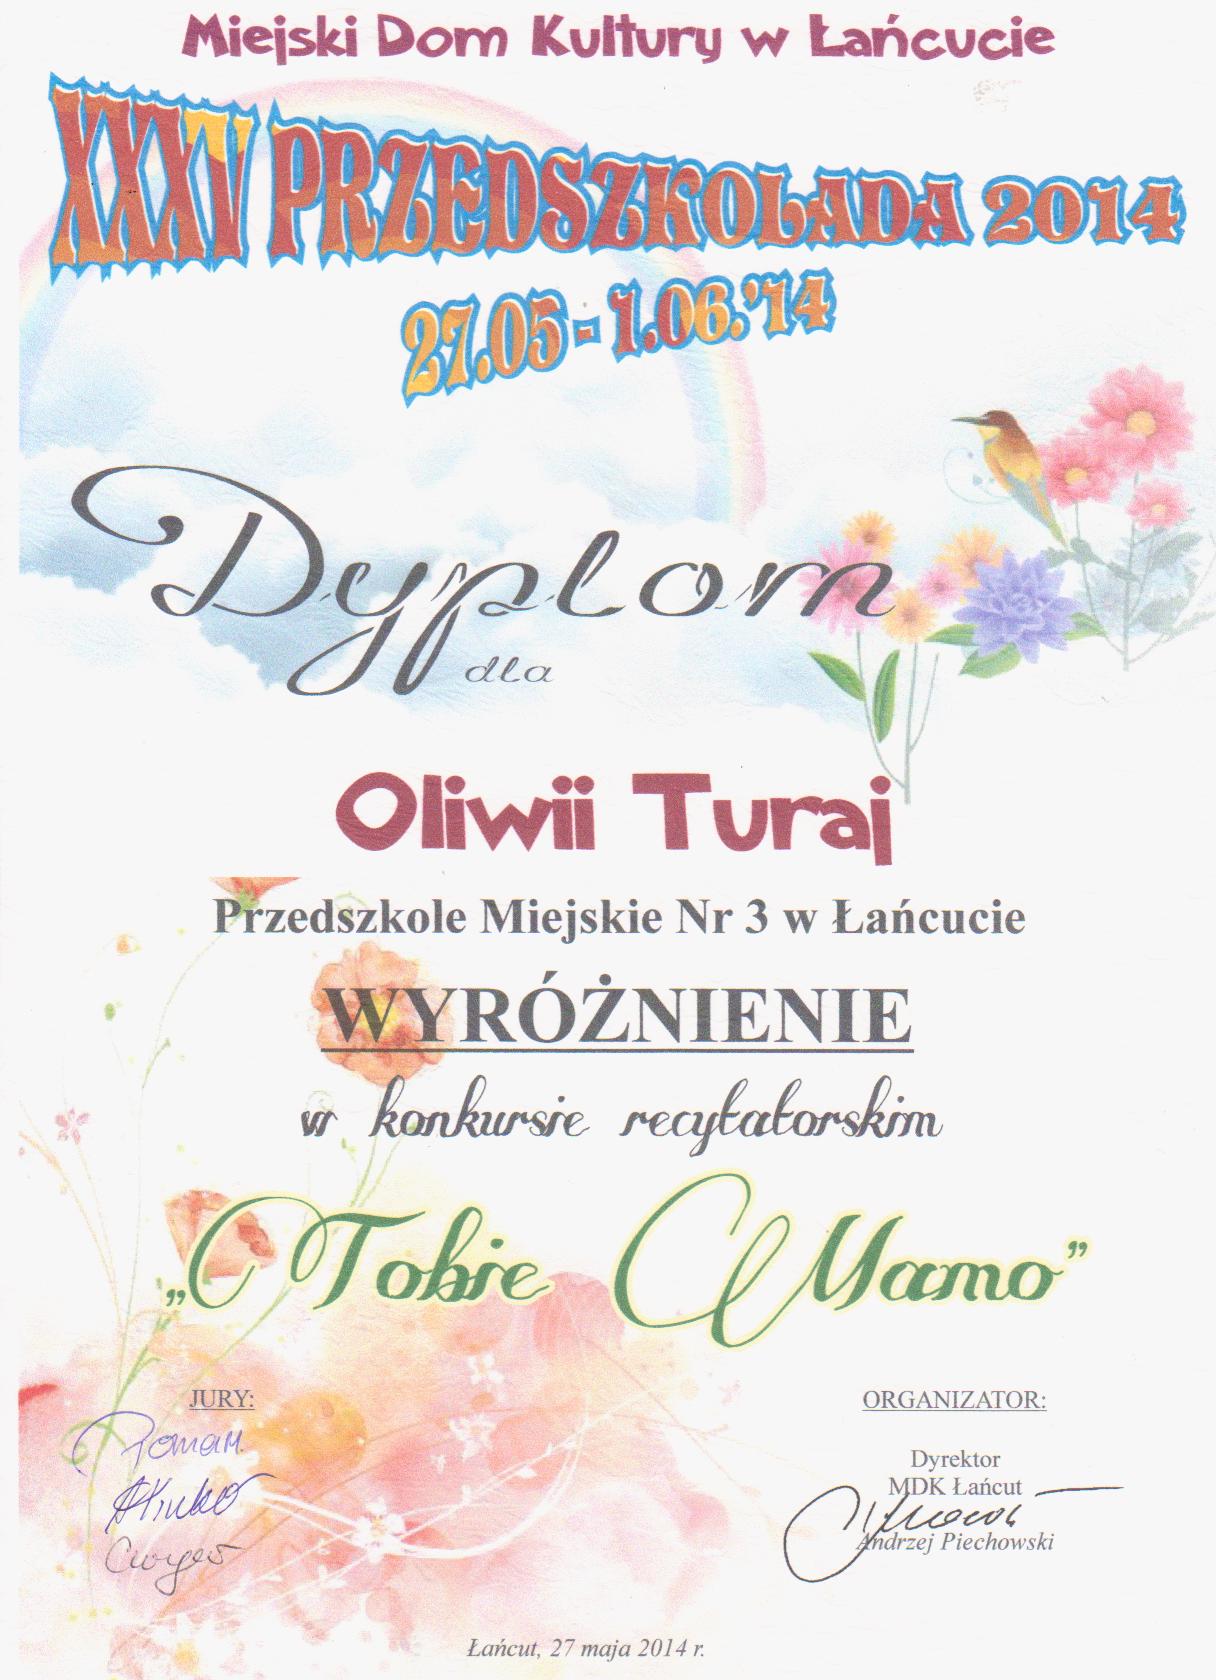 Miejski Dom Kultury w Łańcucie
XXXV PRZEDSZKOLADA 2014
27.05 - 1.06.'14
Dyplom
dla
Oliwii Turaj
Przedszkole Miejskie Nr 3 w Łańcucie
WYRÓŻNIENIE
w konkursie recytatorskim
„Tobie Mamo”
JURY:
ORGANIZATOR:
Dyrektor
MDK Łańcut
Andrzej Piechowski
Łańcut, 27 maja 2014 r.